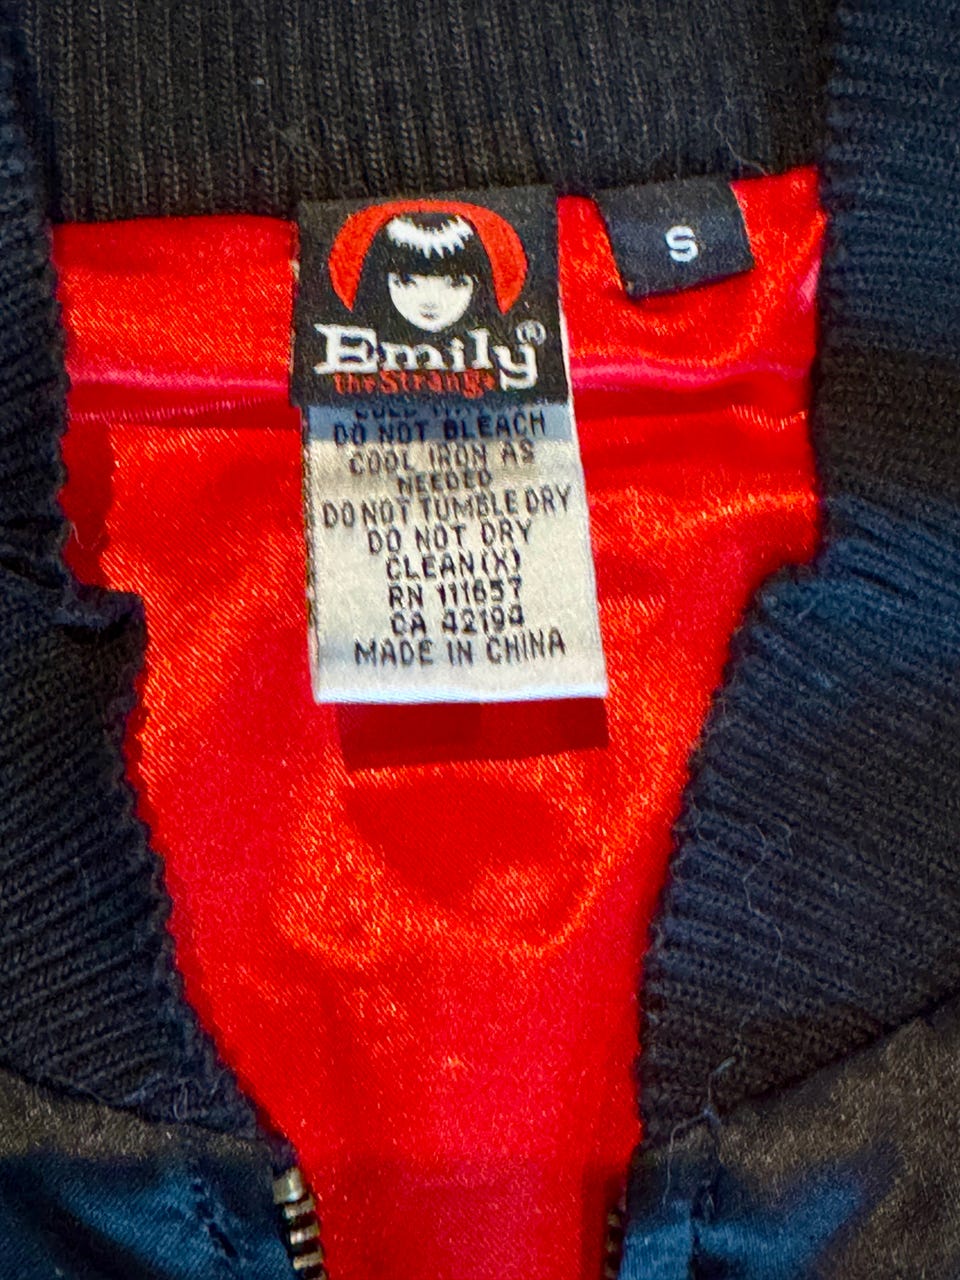 Emily®
the Strange
S
DO NOT BLEACH
COOL IRON AS
NEEDED
DO NOT TUMBLE DRY
DO NOT DRY
CLEAN(X)
RN 111657
CA 42194
MADE IN CHINA